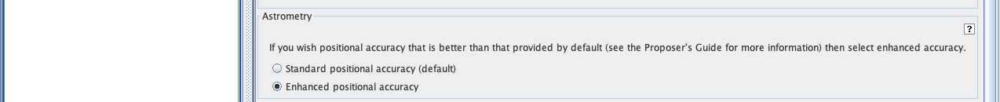 Astrometry
?
If you wish positional accuracy that is better than that provided by default (see the Proposer's Guide for more information) then select enhanced accuracy.
Standard positional accuracy (default)
Enhanced positional accuracy